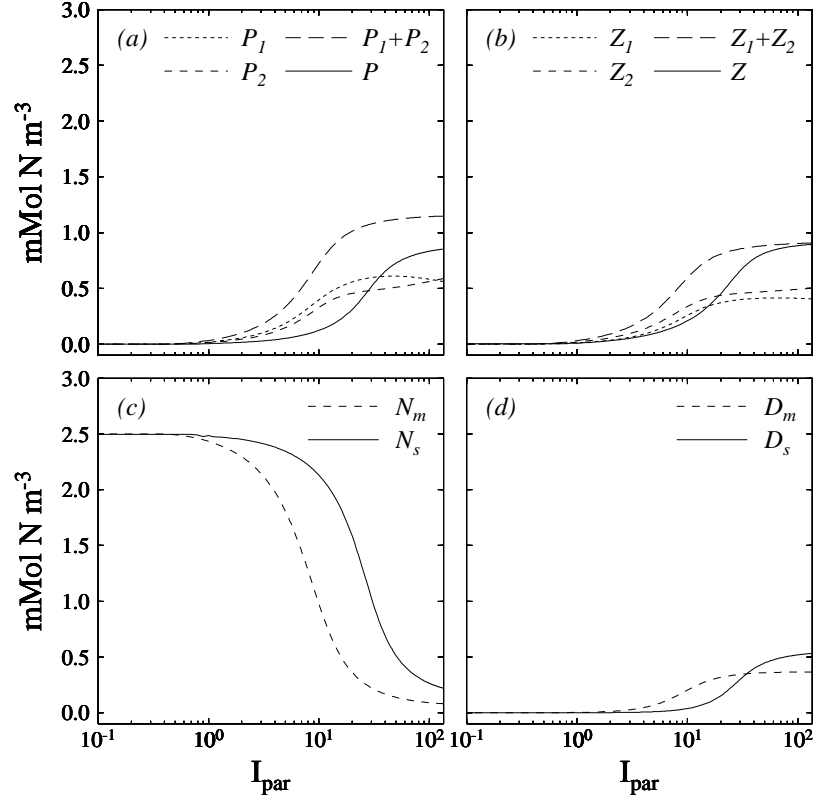 (a) P1 P1+P2
P2 P
(b) Z1 Z1+Z2
Z2 Z
3.0
2.5
2.0
1.5
1.0
0.5
0.0
mMol N m-3
(c) Nm
Ns
(d) Dm
Ds
3.0
2.5
2.0
1.5
1.0
0.5
0.0
mMol N m-3
10-1 100 101 102 10-1 100 101 102
Ipar Ipar